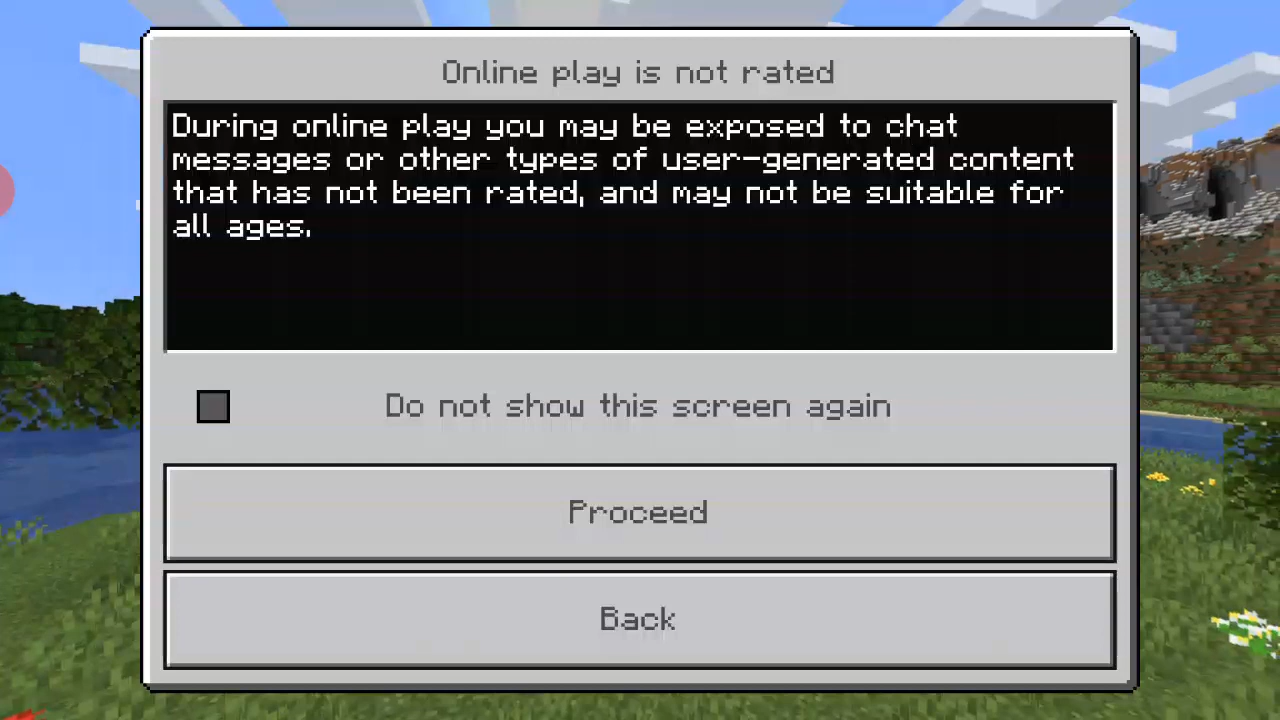 Online play is not rated
During online play you may be exposed to chat
messages or other types of user-generated content
that has not been rated, and may not be suitable for
all ages.
Do not show this screen again
Proceed
Back